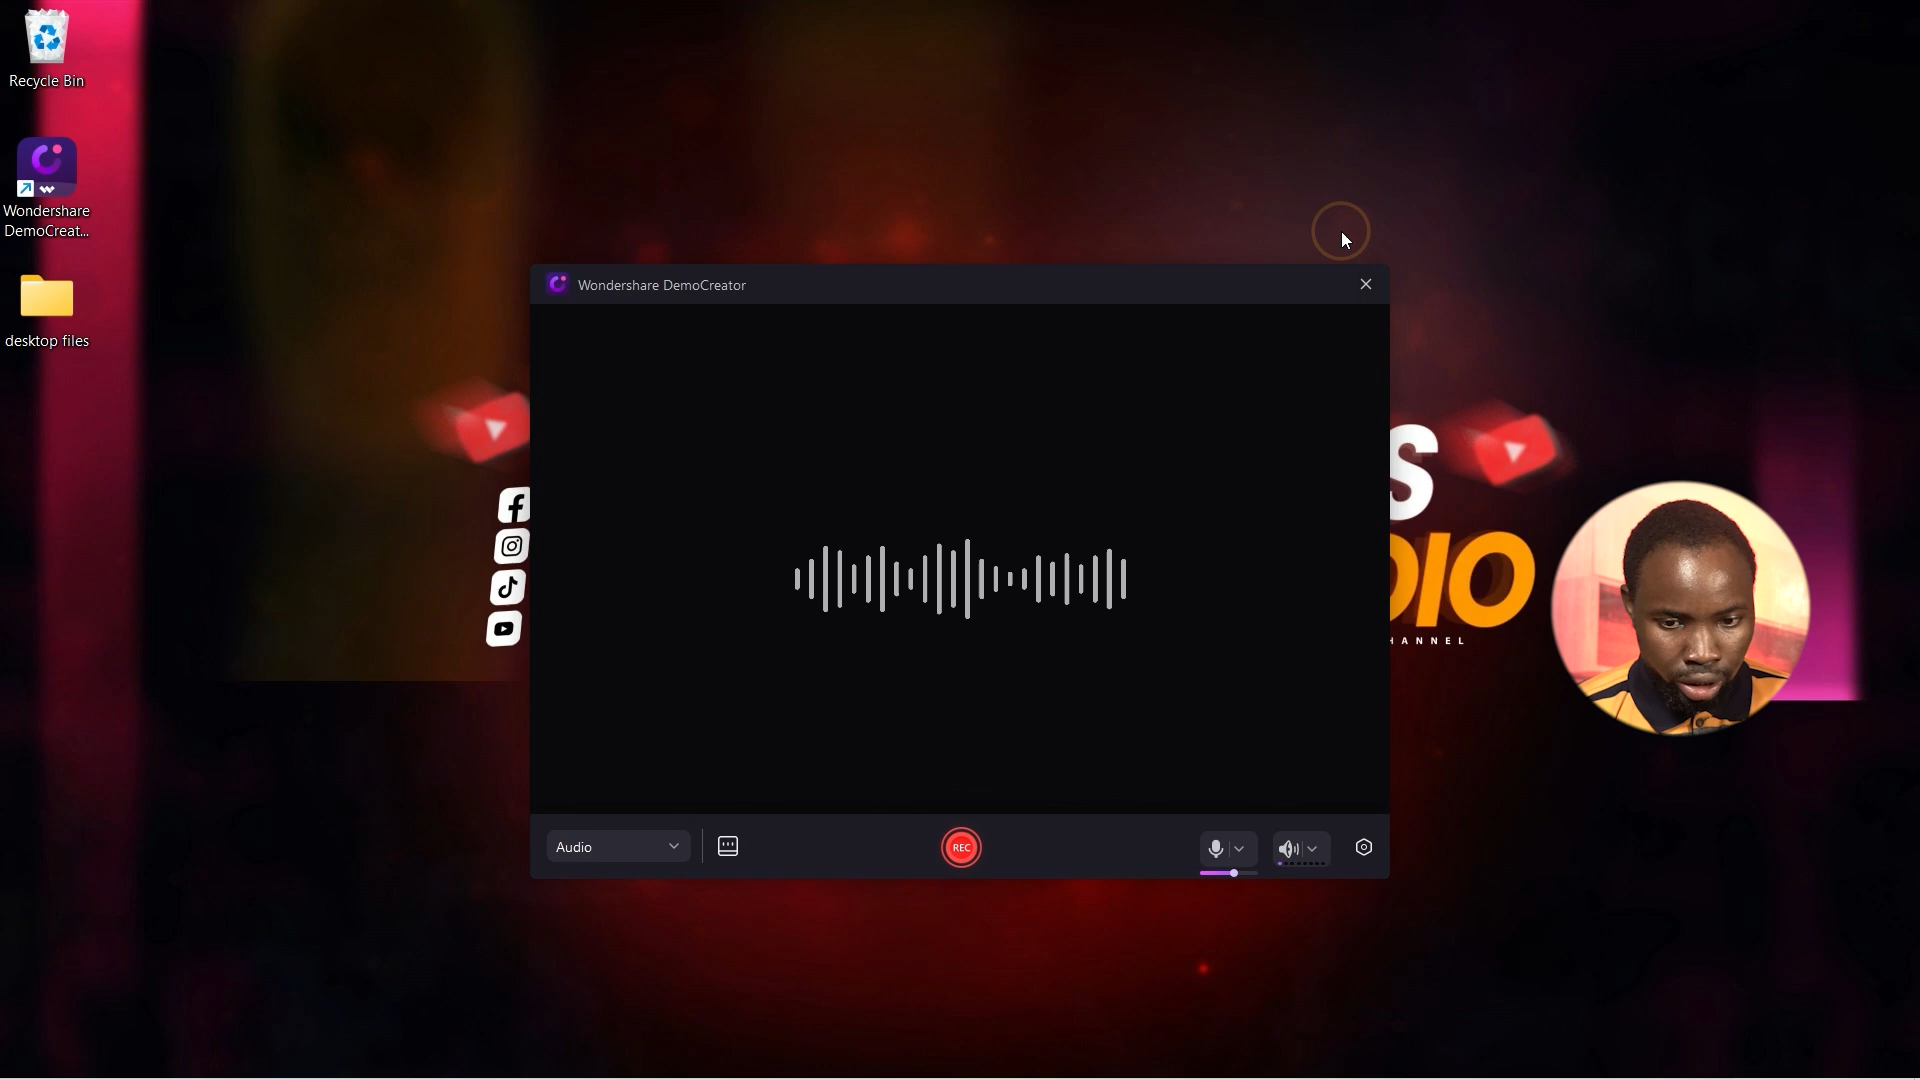 Recycle Bin
Wondershare
DemoCreat...
desktop files
Wondershare DemoCreator
S
DIO
HANNEL
Audio
REC